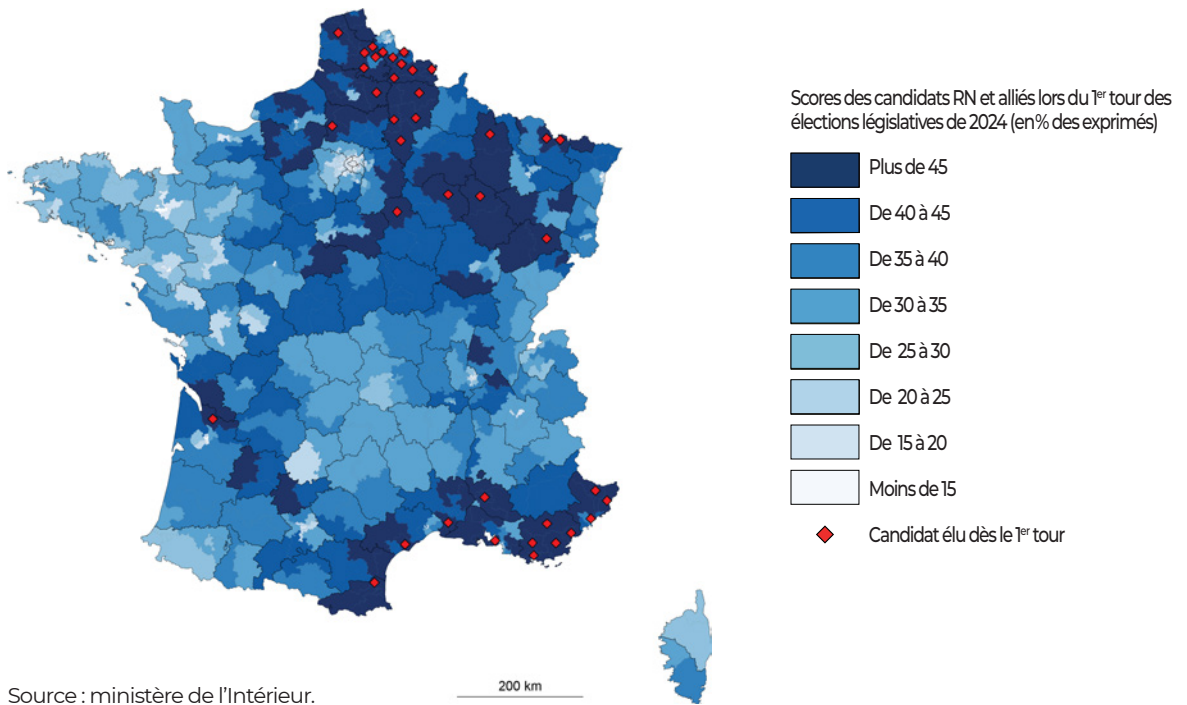 Scores des candidats RN et alliés lors du 1er tour des
élections législatives de 2024 (en% des exprimés)
Plus de 45
De 40 à 45
De 35 à 40
De 30 à 35
De 25 à 30
De 20 à 25
De 15 à 20
Moins de 15
Candidat élu dès le 1er tour
200 km
Source : ministère de l'Intérieur.